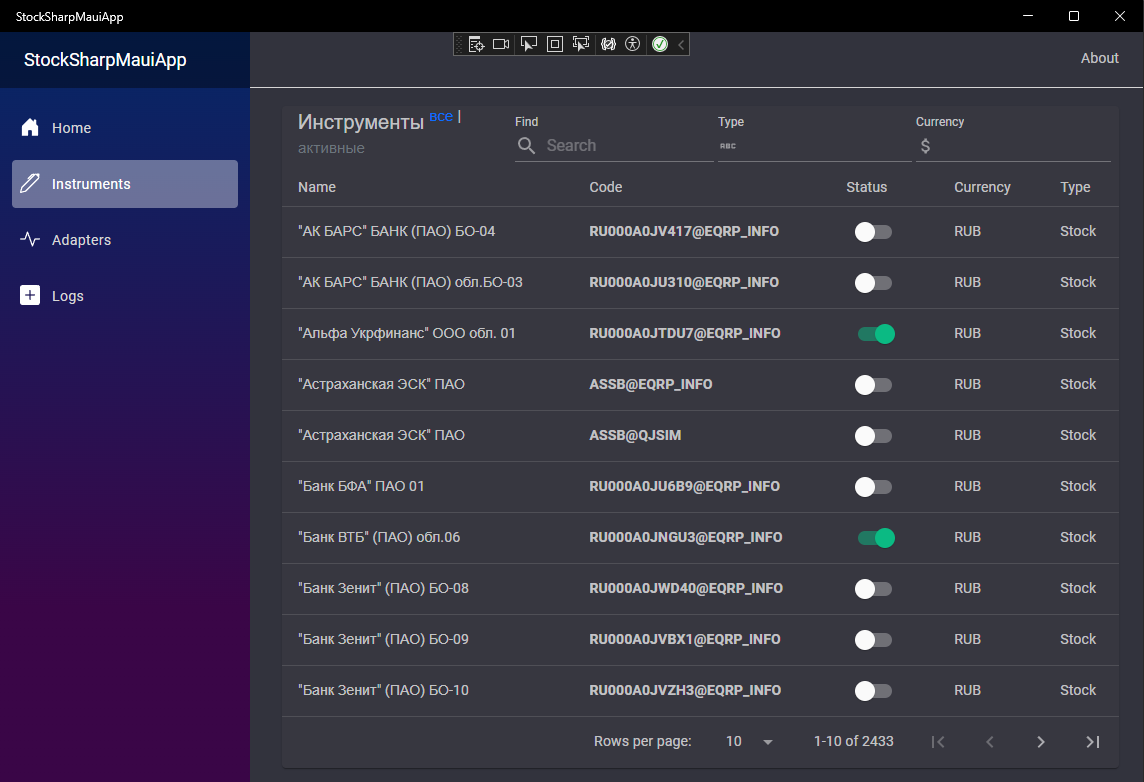 StockSharpMauiApp
StockSharpMauiApp
About
Home
Instruments
Adapters
Logs
Инструменты все |
активные
Find
Search
Type
ABC
Currency
$
Name Code Status Currency Type
"АК БАРС" БАНК (ПАО) БО-04 RU000A0JV417@EQRP_INFO RUB Stock
"АК БАРС" БАНК (ПАО) обл.БО-03 RU000A0JU310@EQRP_INFO RUB Stock
"Альфа Укрфинанс" ООО обл. 01 RU000A0JTDU7@EQRP_INFO RUB Stock
"Астраханская ЭСК" ПАО ASSB@EQRP_INFO RUB Stock
"Астраханская ЭСК" ПАО ASSB@QJSIM RUB Stock
"Банк БФА" ПАО 01 RU000A0JU6B9@EQRP_INFO RUB Stock
"Банк ВТБ" (ПАО) обл.06 RU000A0JNGU3@EQRP_INFO RUB Stock
"Банк Зенит" (ПАО) БО-08 RU000A0JWD40@EQRP_INFO RUB Stock
"Банк Зенит" (ПАО) БО-09 RU000A0JVBX1@EQRP_INFO RUB Stock
"Банк Зенит" (ПАО) БО-10 RU000A0JVZH3@EQRP_INFO RUB Stock
Rows per page: 10 1-10 of 2433